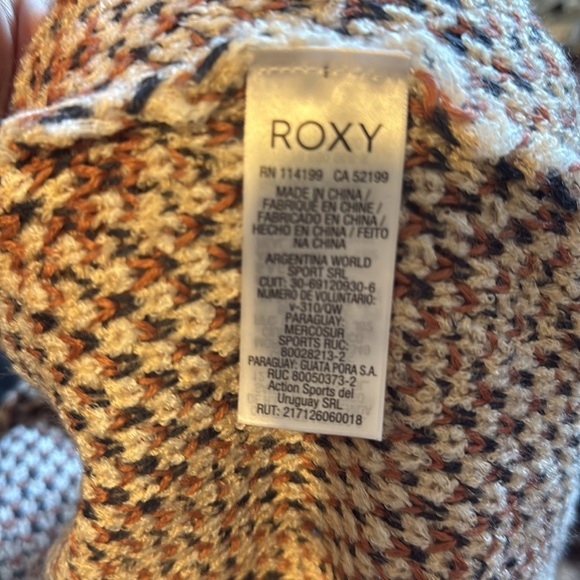 ROXY
RN 114199 CA 52199
MADE IN CHINA /
FABRIQUÉ EN CHINE /
FABRICADO EN CHINA /
HECHO EN CHINA / FEITO
NA CHINA
ARGENTINA WORLD
SPORT SRL
CUIT: 30-69120930-6
NUMERO DE VOLUNTARIO:
v-310/QW
PARAGUAY:
MERCOSUR
SPORTS RUC:
80028213-2
PARAGUAY: GUATA PORA S.A.
RUC 80050373-2
Action Sports del
Uruguay SRL
RUT: 217126060018